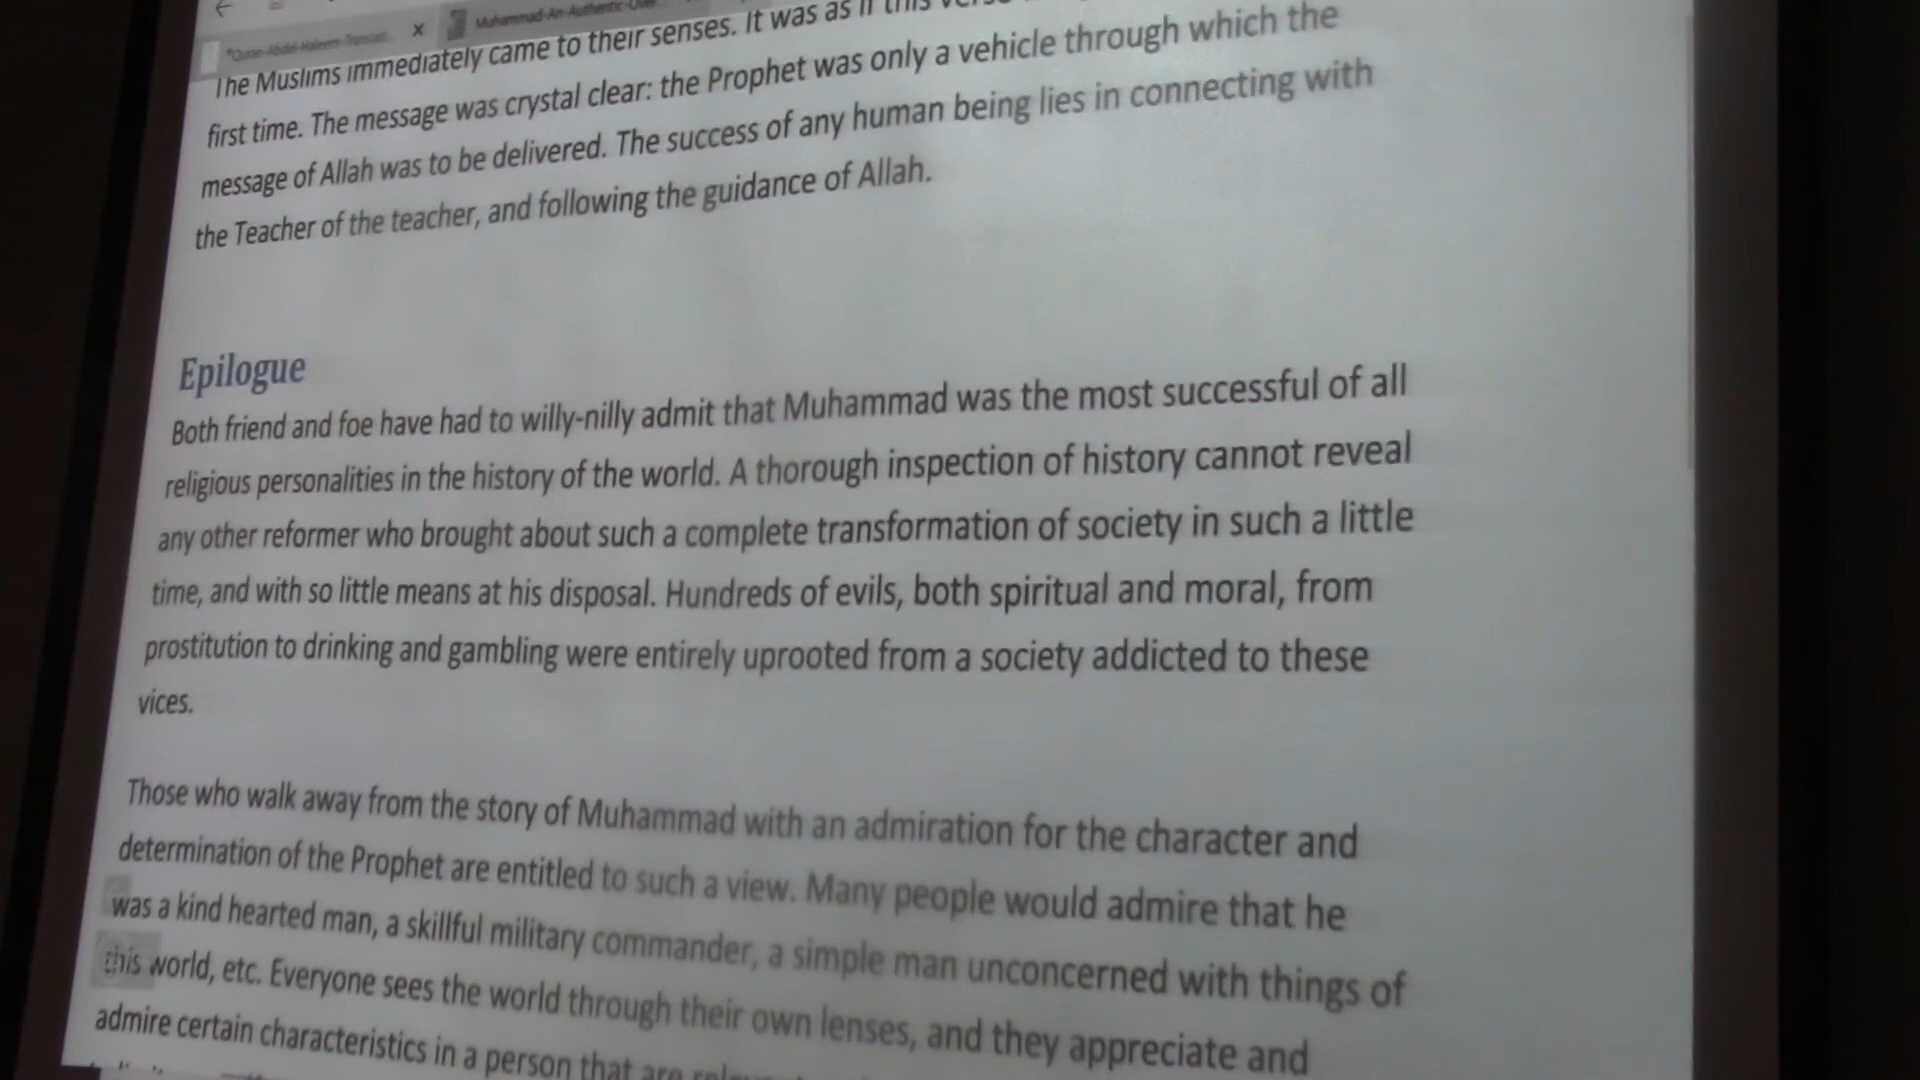 *Quran-Abdel-Haleem-Translati... X Muhammad-An-Authentic-Over...
The Muslims immediately came to their senses. It was as if this verse
first time. The message was crystal clear: the Prophet was only a vehicle through which the
message of Allah was to be delivered. The success of any human being lies in connecting with
the Teacher of the teacher, and following the guidance of Allah.
Epilogue
Both friend and foe have had to willy-nilly admit that Muhammad was the most successful of all
religious personalities in the history of the world. A thorough inspection of history cannot reveal
any other reformer who brought about such a complete transformation of society in such a little
time, and with so little means at his disposal. Hundreds of evils, both spiritual and moral, from
prostitution to drinking and gambling were entirely uprooted from a society addicted to these
vices.
Those who walk away from the story of Muhammad with an admiration for the character and
determination of the Prophet are entitled to such a view. Many people would admire that he
was a kind hearted man, a skillful military commander, a simple man unconcerned with things of
this world, etc. Everyone sees the world through their own lenses, and they appreciate and
admire certain characteristics in a person that are